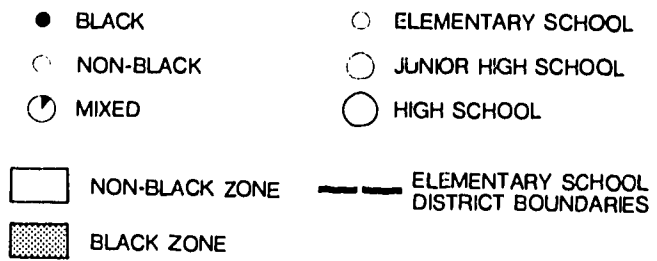 BLACK
NON-BLACK
MIXED
ELEMENTARY SCHOOL
JUNIOR HIGH SCHOOL
HIGH SCHOOL
NON-BLACK ZONE
BLACK ZONE
ELEMENTARY SCHOOL
DISTRICT BOUNDARIES